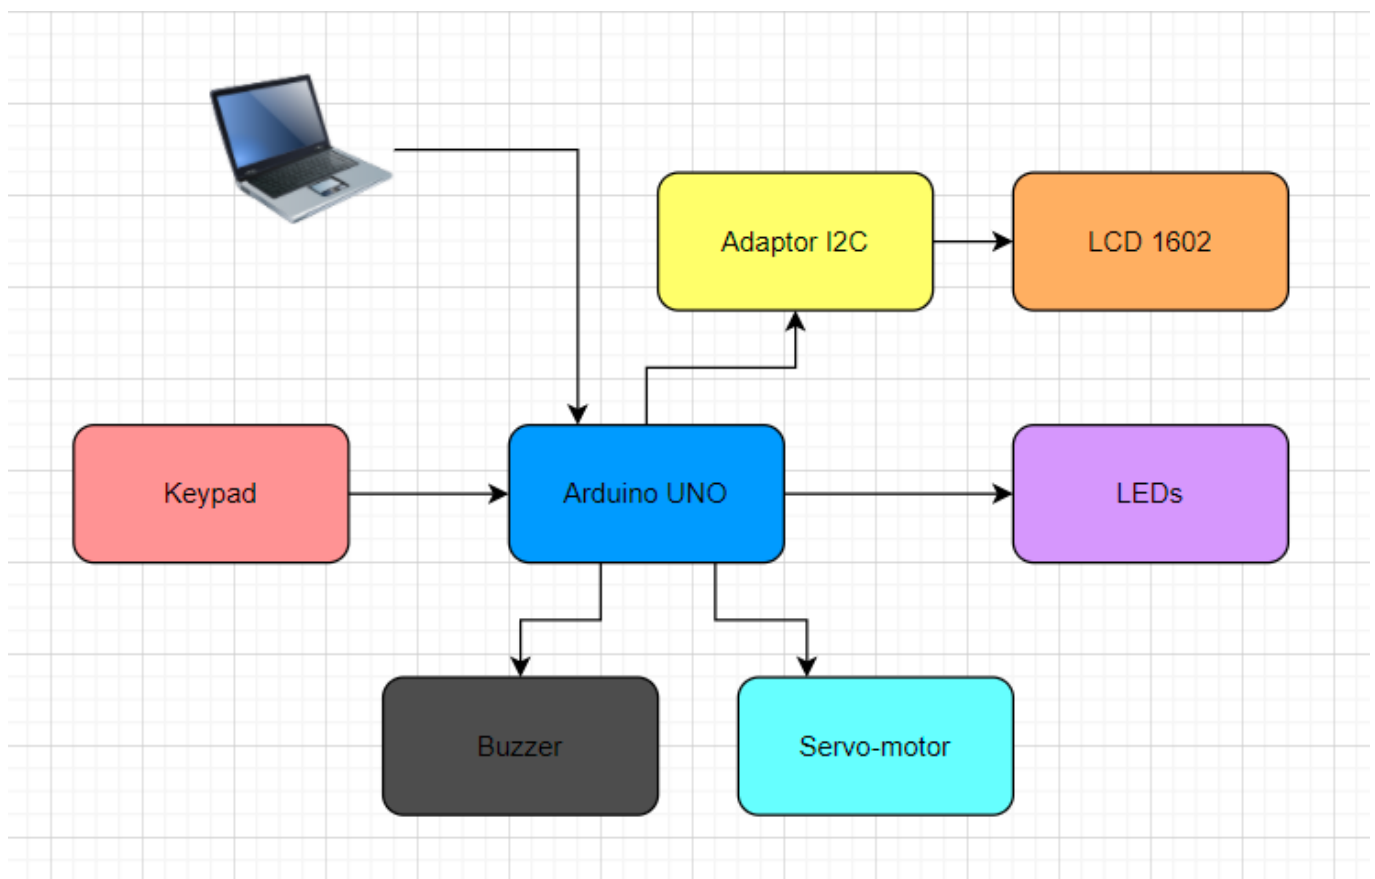 Adaptor I2C
LCD 1602
Keypad
Arduino UNO
LEDs
Buzzer
Servo-motor